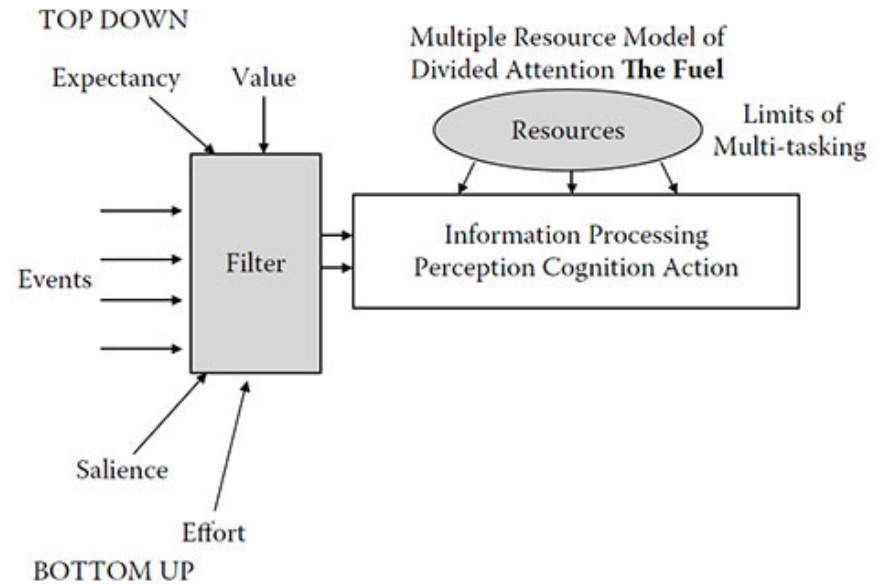 TOP DOWN
Expectancy
Value
Multiple Resource Model of
Divided Attention The Fuel
Resources
Limits of
Multi-tasking
Events
Filter
Information Processing
Perception Cognition Action
Salience
Effort
BOTTOM UP